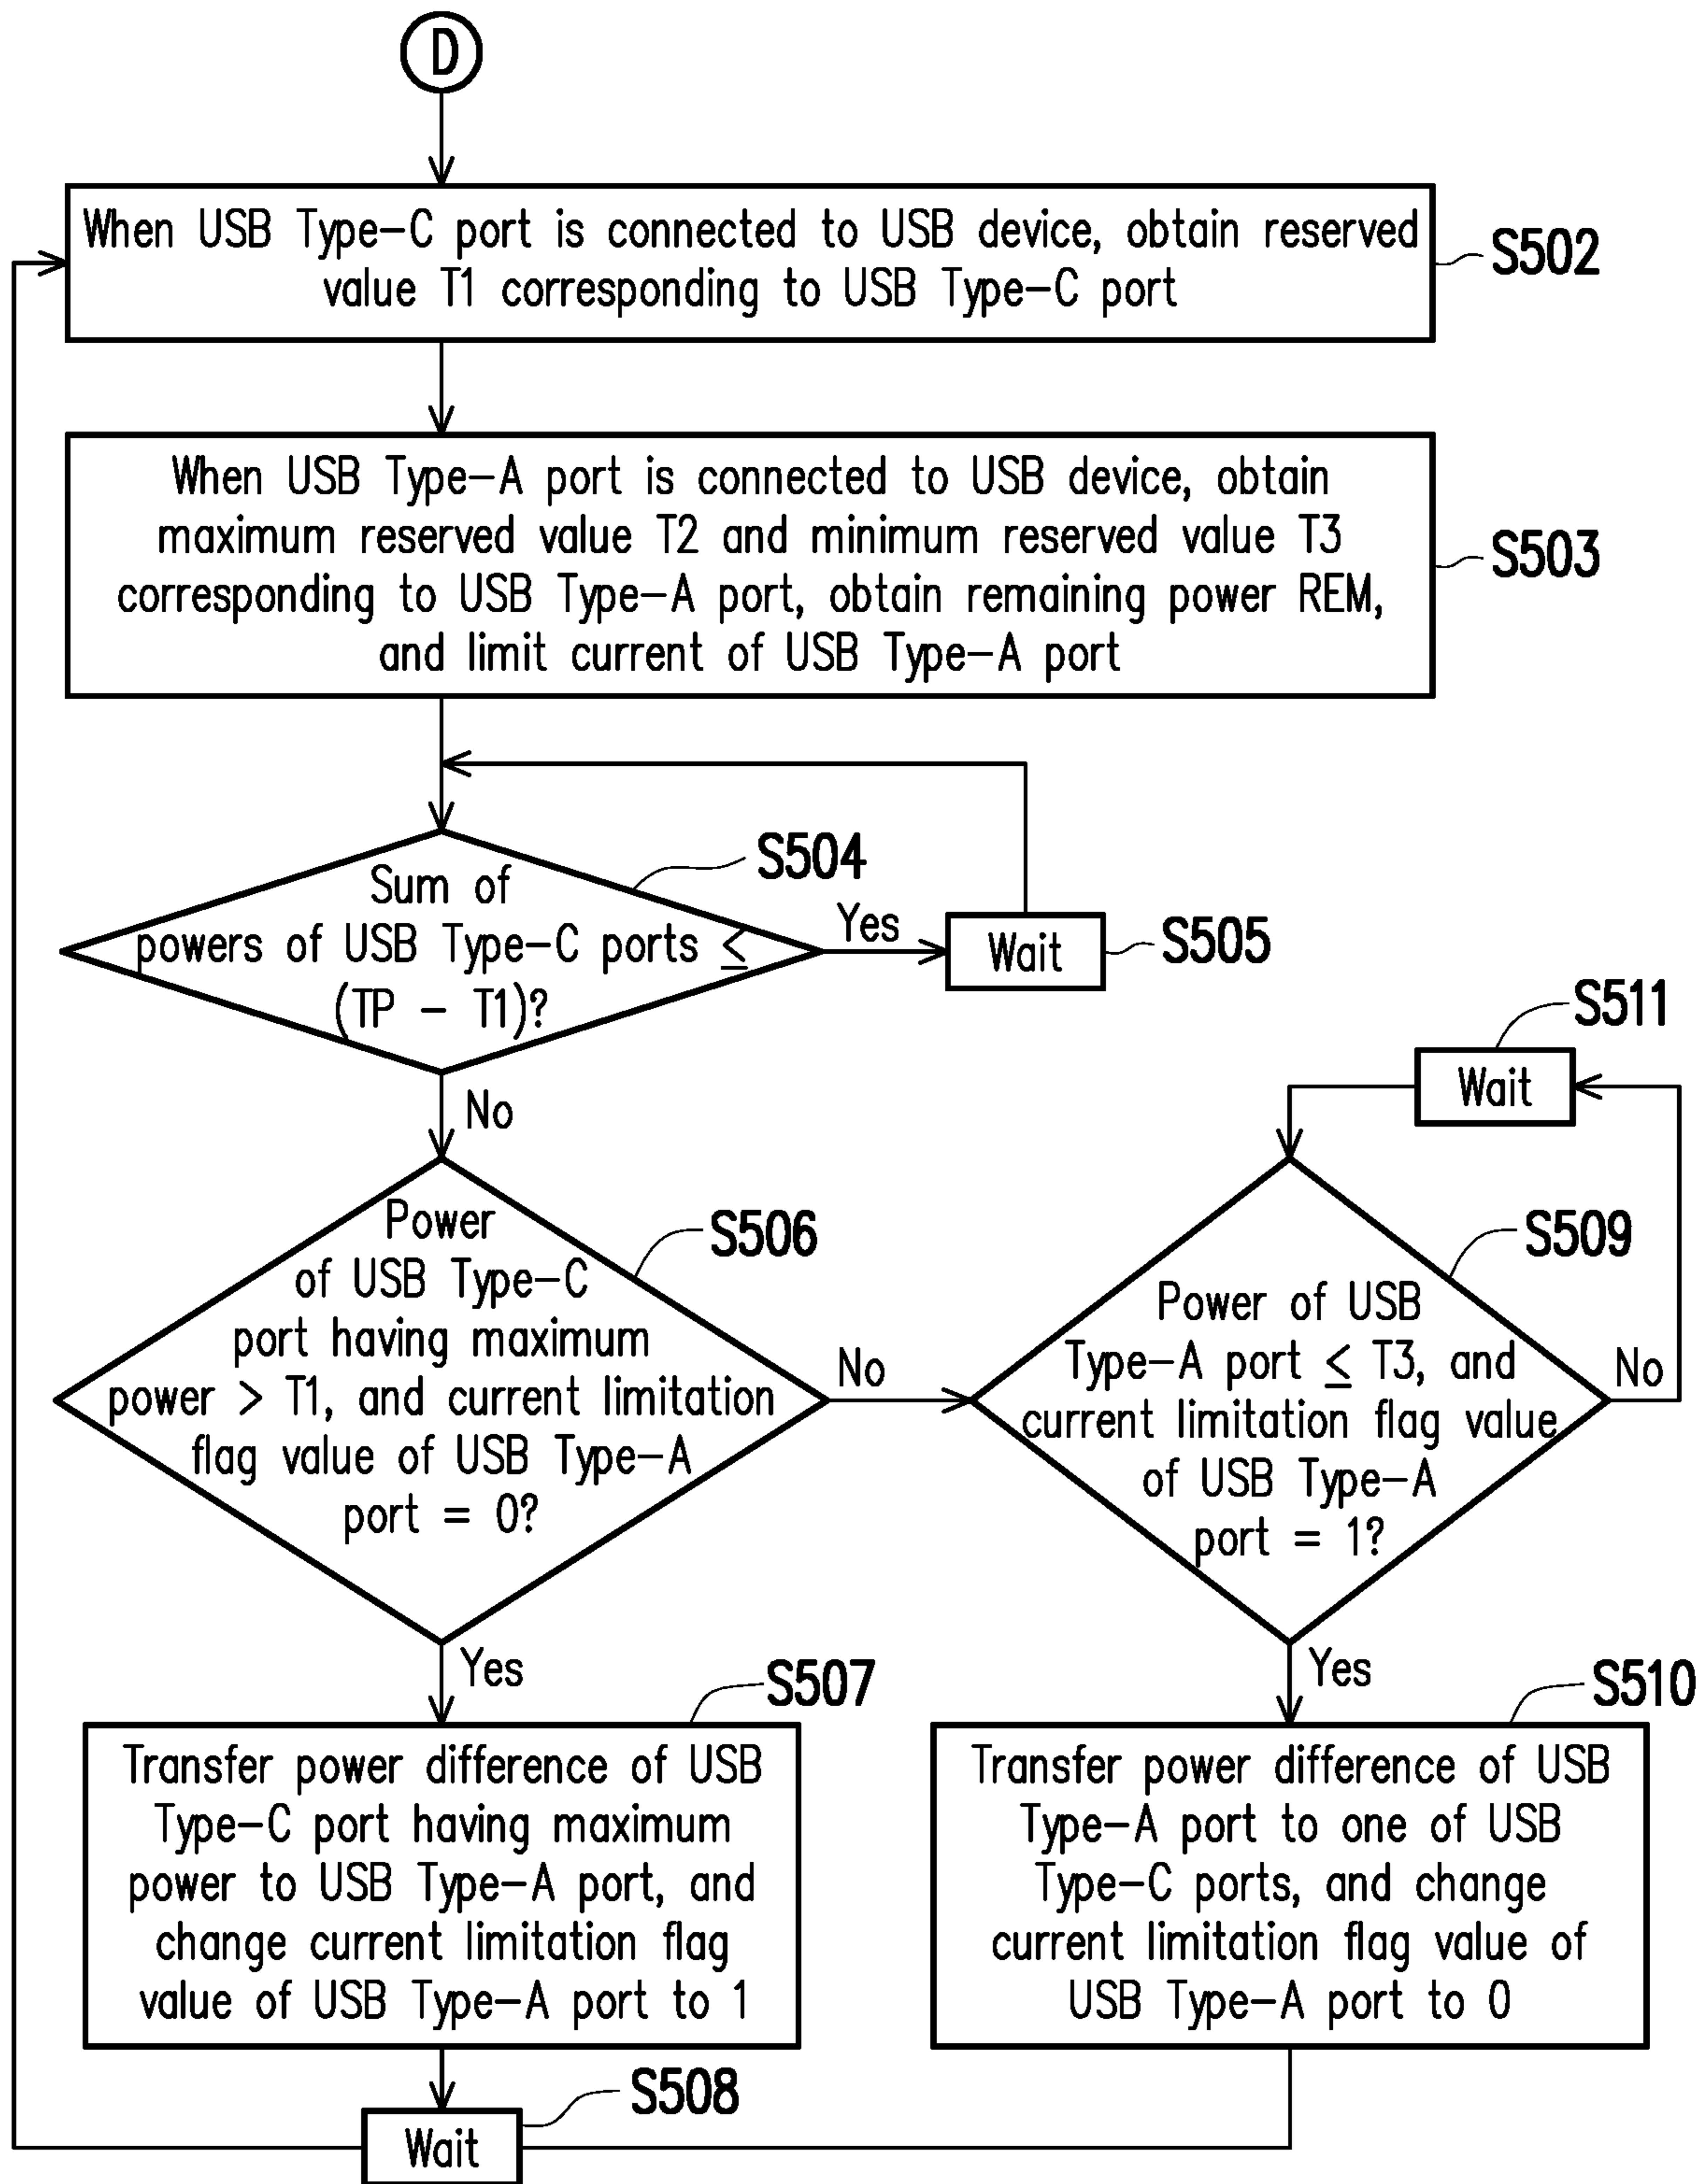 D
When USB Type-C port is connected to USB device, obtain reserved
value T1 corresponding to USB Type-C port
S502
When USB Type-A port is connected to USB device, obtain
maximum reserved value T2 and minimum reserved value T3
corresponding to USB Type-A port, obtain remaining power REM,
and limit current of USB Type-A port
S503
S504
Sum of
powers of USB Type-C ports ≤
(TP - T1)?
Yes
Wait
S505
No
S511
Wait
S506
Power
of USB Type-C
port having maximum
power > T1, and current limitation
flag value of USB Type-A
port = 0?
No
S509
Power of USB
Type-A port ≤ T3, and
current limitation flag value
of USB Type-A
port = 1?
No
Yes
S507
Transfer power difference of USB
Type-C port having maximum
power to USB Type-A port, and
change current limitation flag
value of USB Type-A port to 1
Yes
S510
Transfer power difference of USB
Type-A port to one of USB
Type-C ports, and change
current limitation flag value of
USB Type-A port to 0
S508
Wait